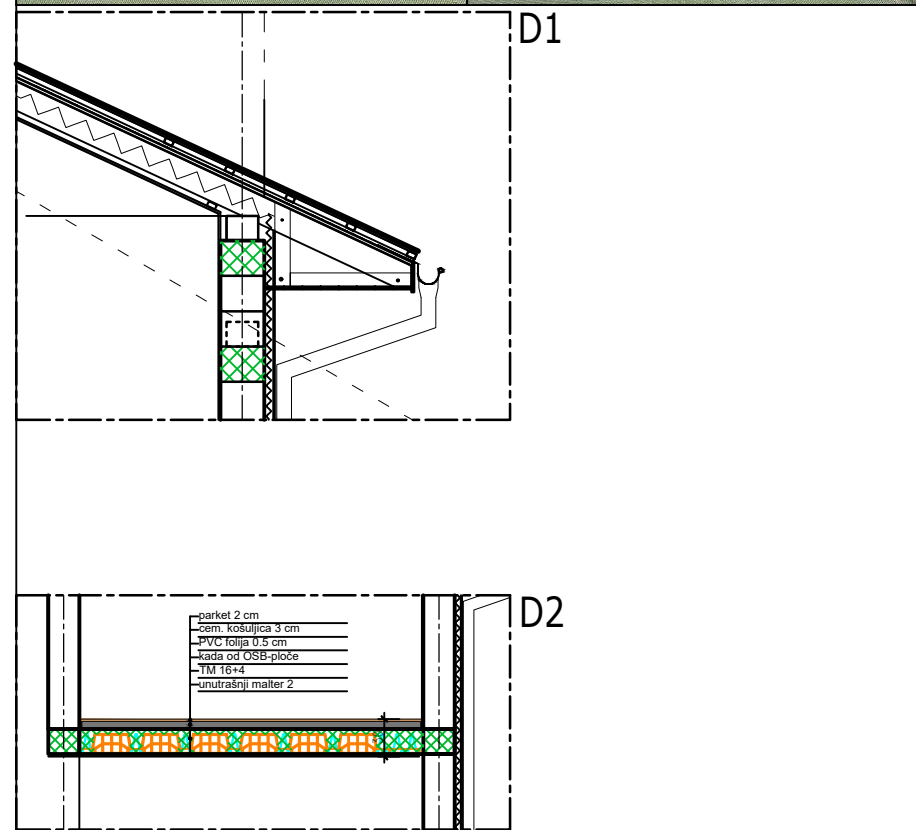 D1
D2
parket 2 cm
cem. košuljica 3 cm
PVC folija 0.5 cm
kada od OSB-ploče
TM 16+4
unutrašnji malter 2